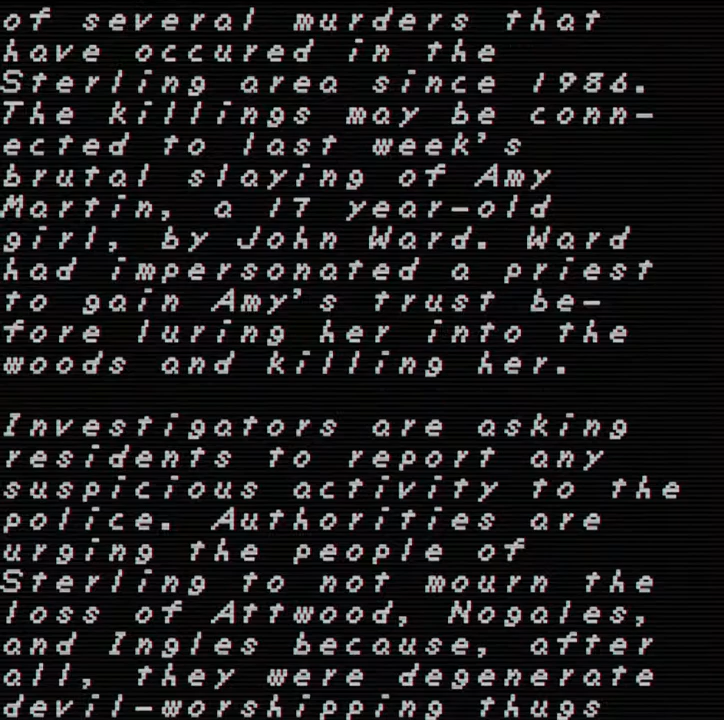 of several murders that
have occured in the
Sterling area since 1986.
The killings may be conn-
ected to last week's
brutal slaying of Amy
Martin, a 17 year-old
girl, by John Ward. Ward
had impersonated a priest
to gain Amy's trust be-
fore luring her into the
woods and killing her.
Investigators are asking
residents to report any
suspicious activity to the
police. Authorities are
urging the people of
Sterling to not mourn the
loss of Attwood, Nogales,
and Ingles because, after
all, they were degenerate
devil-worshipping thugs